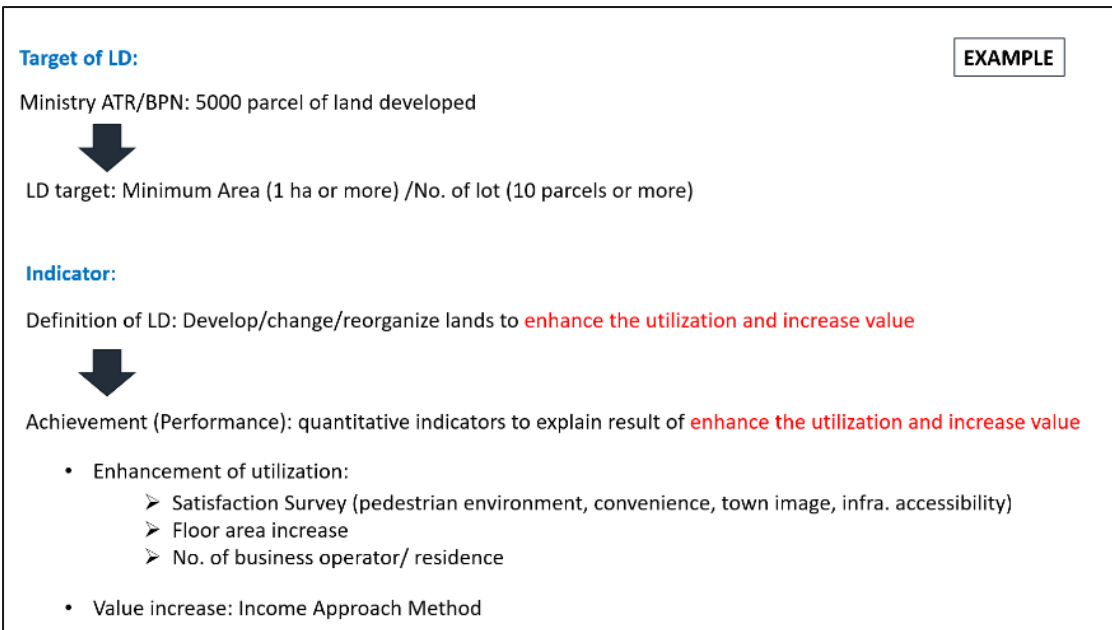 Target of LD:
EXAMPLE
Ministry ATR/BPN: 5000 parcel of land developed
LD target: Minimum Area (1 ha or more) /No. of lot (10 parcels or more)
Indicator:
Definition of LD: Develop/change/reorganize lands to enhance the utilization and increase value
Achievement (Performance): quantitative indicators to explain result of enhance the utilization and increase value
• Enhancement of utilization:
➢ Satisfaction Survey (pedestrian environment, convenience, town image, infra. accessibility)
➢ Floor area increase
➢ No. of business operator/ residence
• Value increase: Income Approach Method